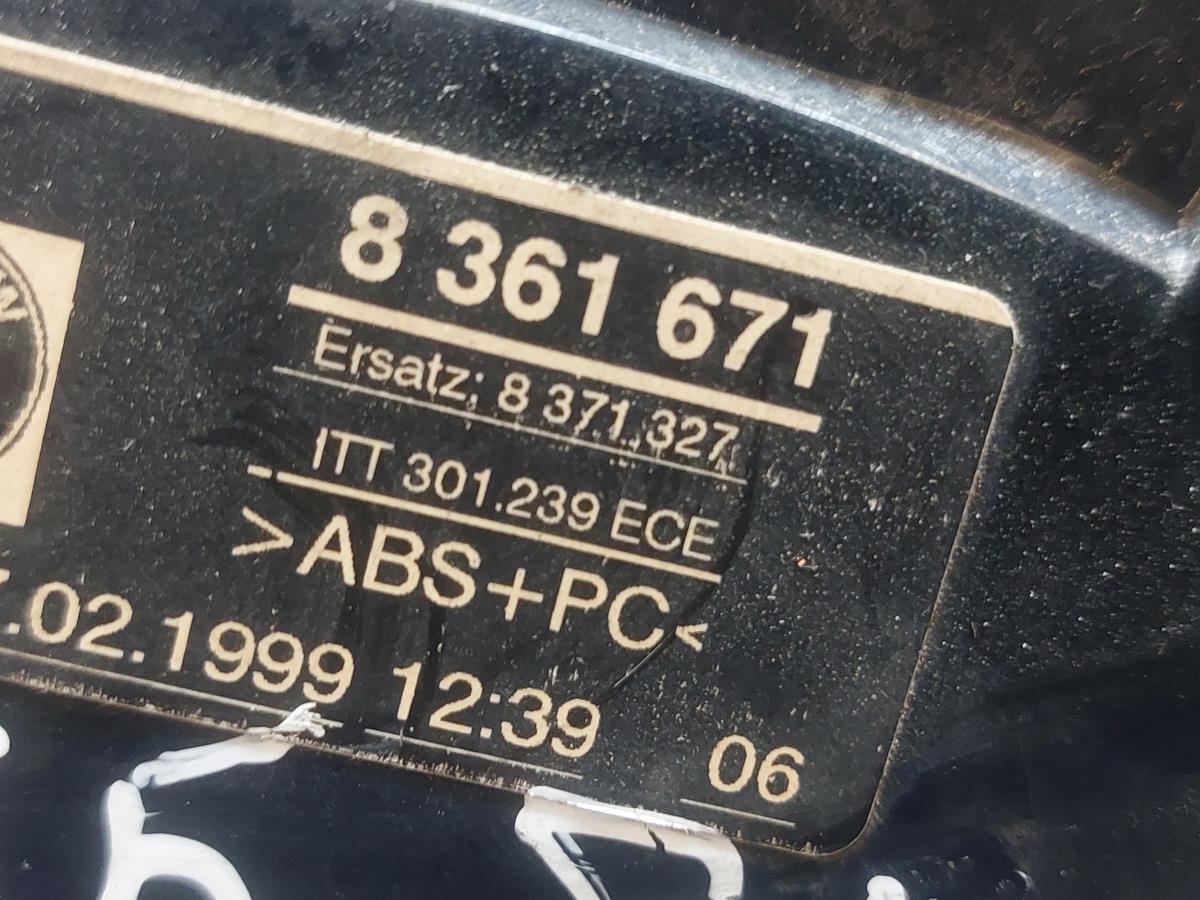 8 361 671
Ersatz; 8 371 327
ITT 301.239 ECE
>ABS+PC<
.02.1999 12:39 06